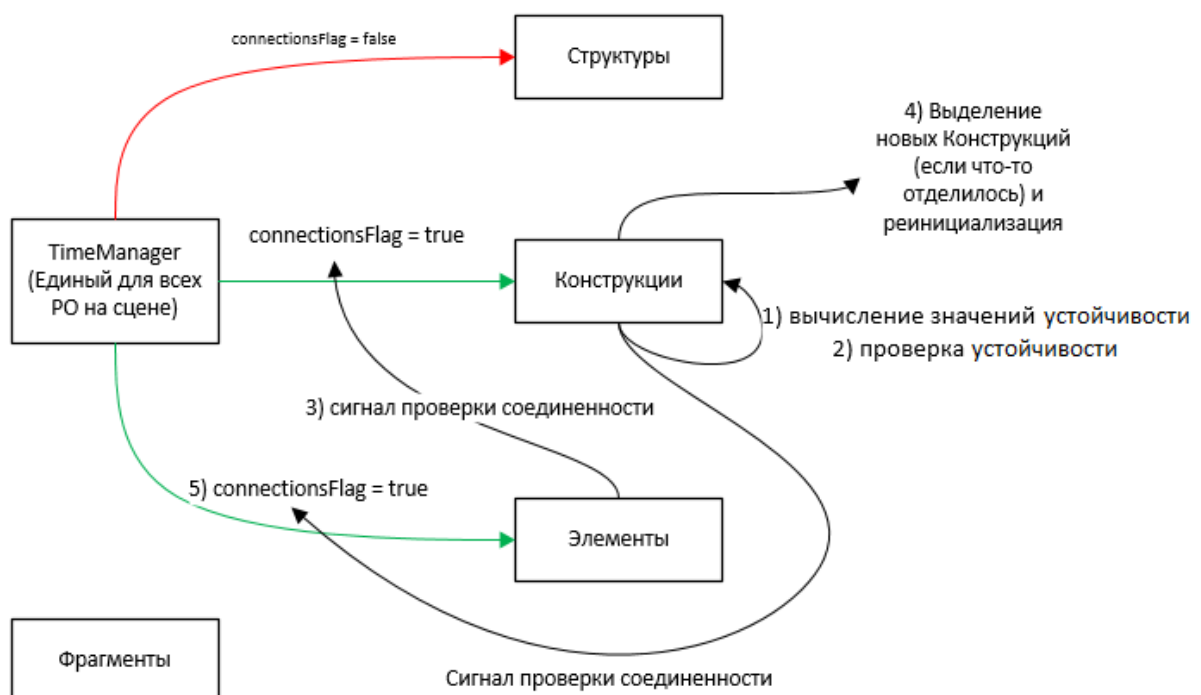 connectionsFlag = false
Структуры
4) Выделение
новых Конструкций
(если что-то
отделилось) и
реинициализация
TimeManager
(Единый для всех
РО на сцене)
connectionsFlag = true
Конструкции
1) вычисление значений устойчивости
2) проверка устойчивости
3) сигнал проверки соединенности
5) connectionsFlag = true
Элементы
Фрагменты
Сигнал проверки соединенности